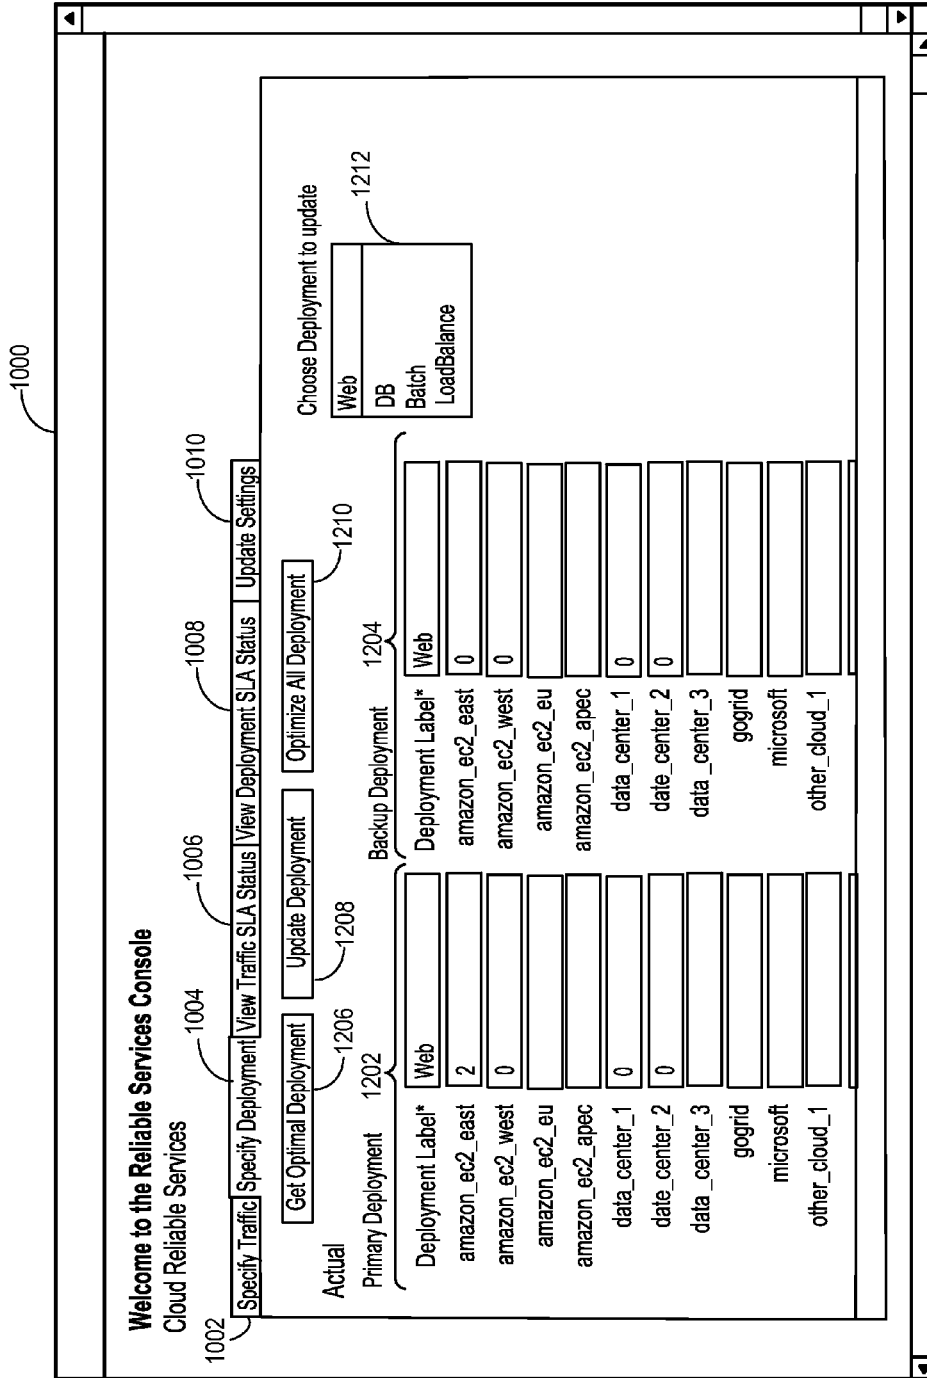 1000
Welcome to the Reliable Services Console
Cloud Reliable Services
1002
1004
1006
1008
1010
Specify Traffic
Specify Deployment
View Traffic SLA Status
View Deployment SLA Status
Update Settings
Get Optimal Deployment
Update Deployment
Optimize All Deployment
1206
1208
1210
Actual
Choose Deployment to update
Primary Deployment
1202
Backup Deployment
1204
1212
Web
DB
Batch
LoadBalance
Deployment Label* Web
amazon_ec2_east 2
amazon_ec2_west 0
amazon_ec2_eu
amazon_ec2_apec
data_center_1 0
date_center_2 0
data _center_3
gogrid
microsoft
other_cloud_1
Deployment Label* Web
amazon_ec2_east 0
amazon_ec2_west 0
amazon_ec2_eu
amazon_ec2_apec
data_center_1 0
date_center_2 0
data _center_3
gogrid
microsoft
other_cloud_1